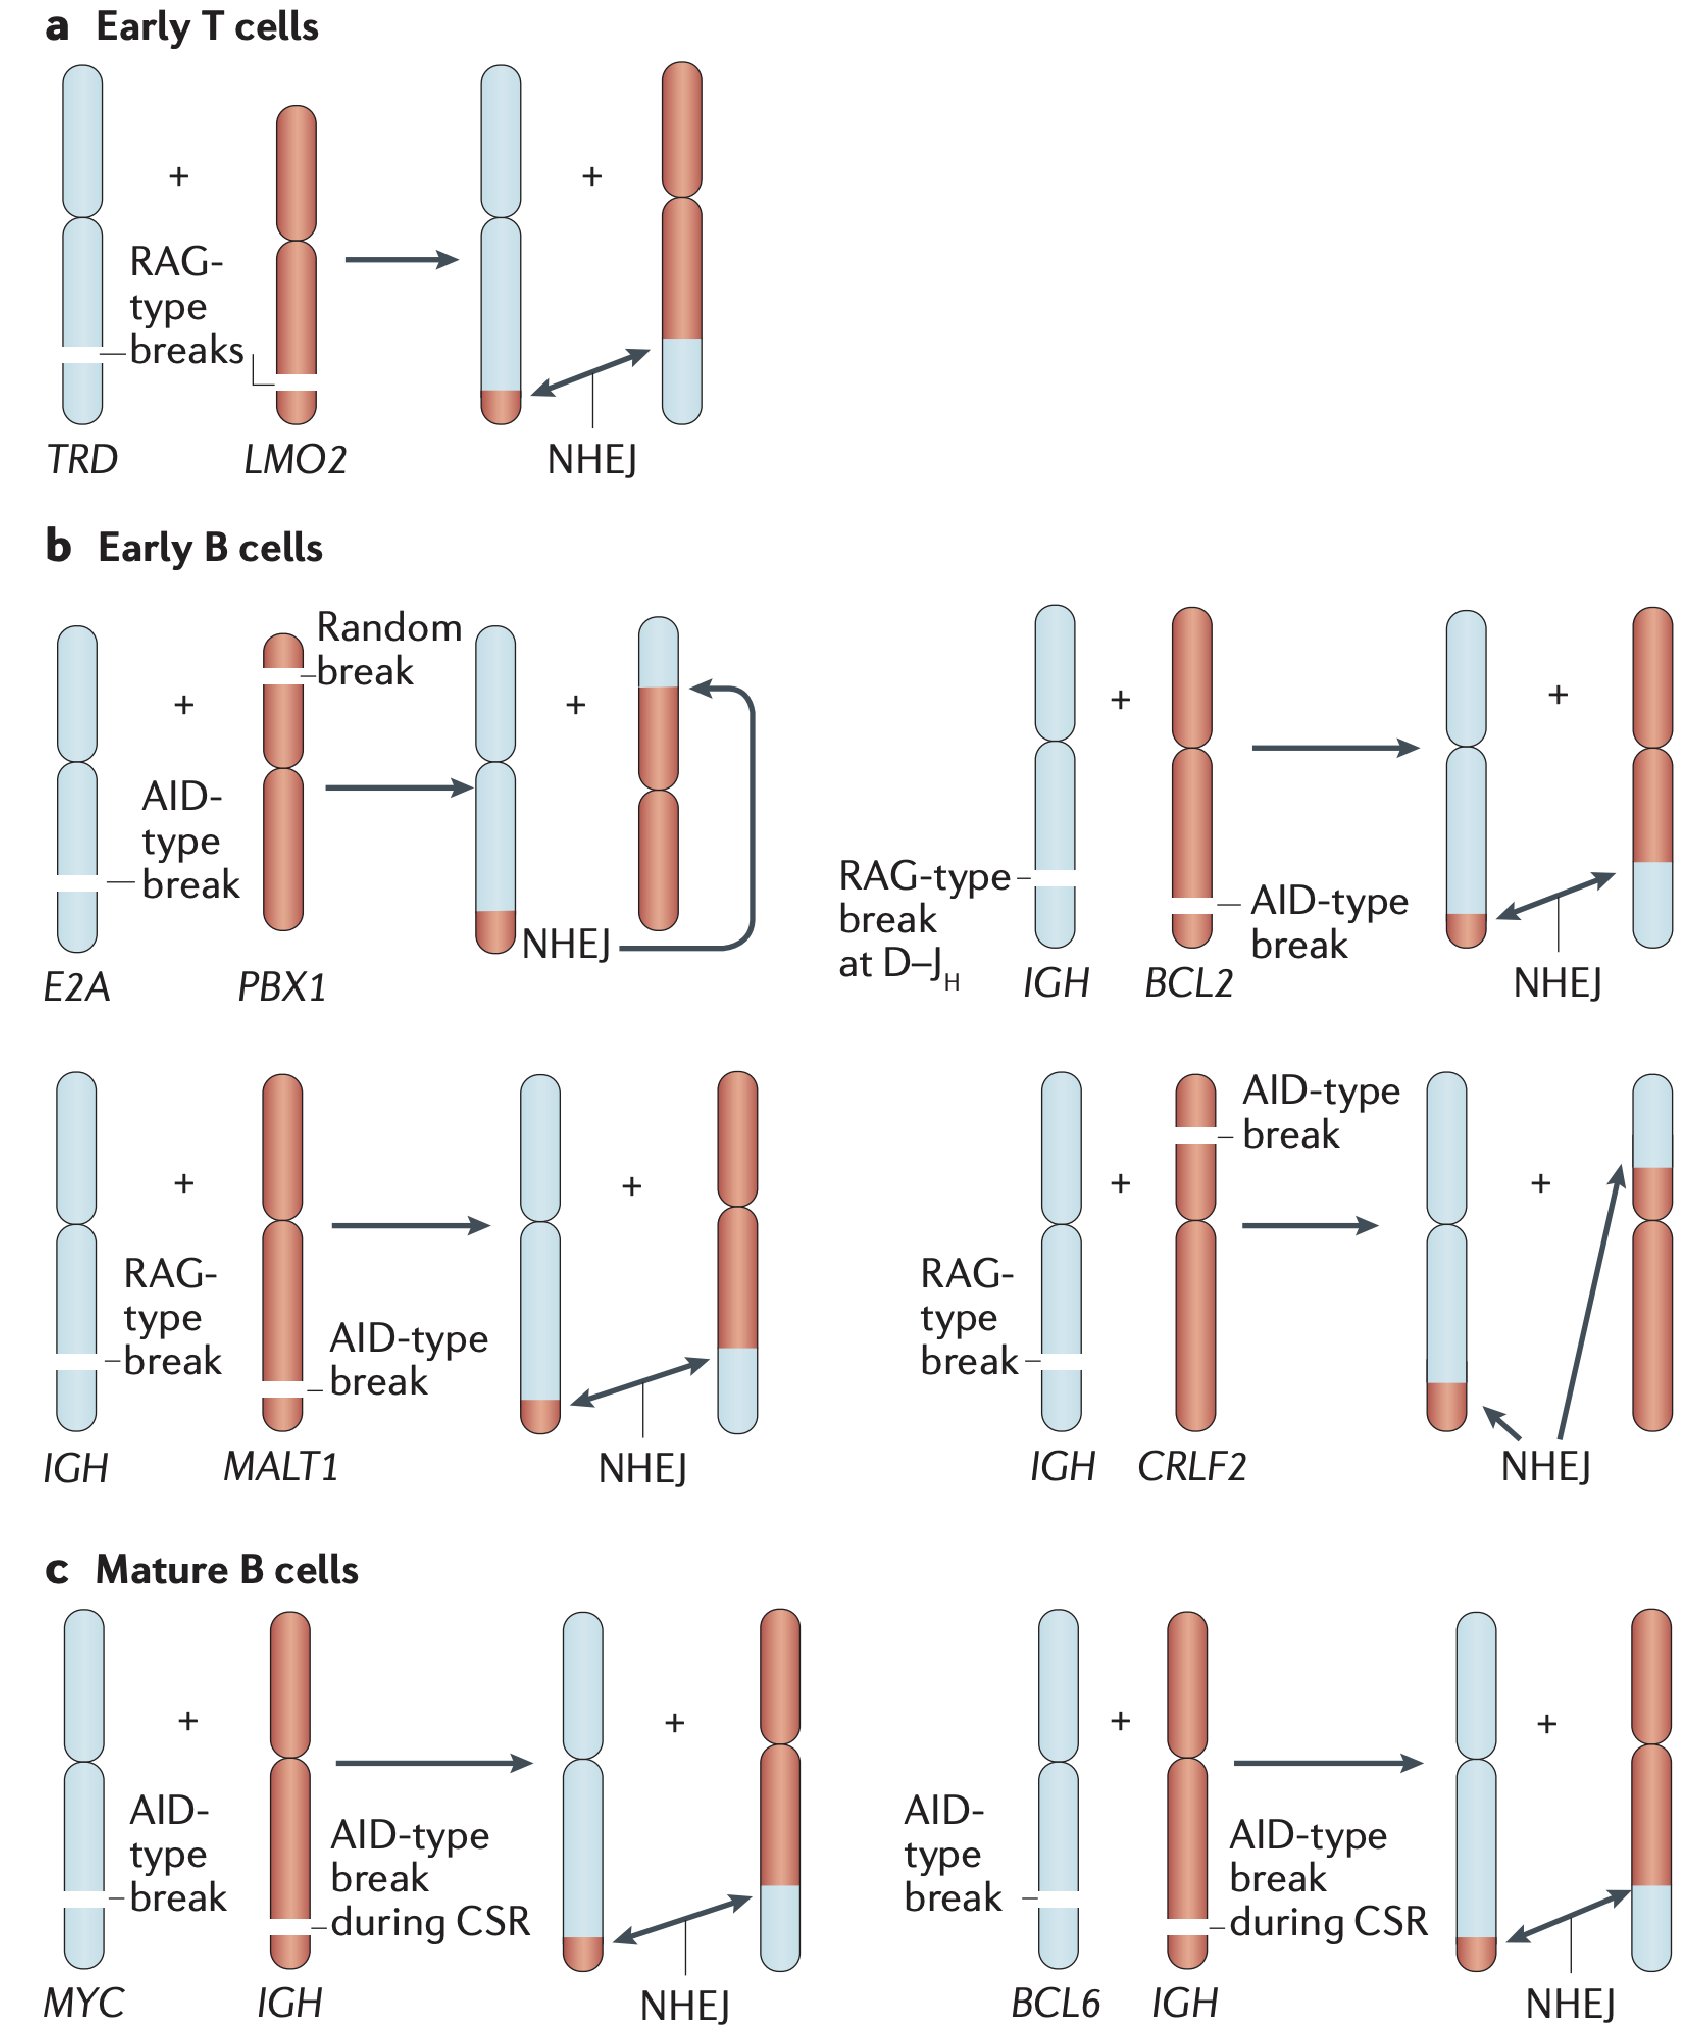 a Early T cells
+
+
RAG-
type
breaks
TRD
LMO2
NHEJ
b Early B cells
Random
break
+
+
AID-
type
break
NHEJ
E2A
PBX1
+
+
RAG-type
break
at D–JH
AID-type
break
IGH
BCL2
NHEJ
+
+
RAG-
type
break
AID-type
break
IGH
MALT1
NHEJ
AID-type
break
+
+
RAG-
type
break
IGH
CRLF2
NHEJ
c Mature B cells
+
+
AID-
type
break
AID-type
break
during CSR
MYC
IGH
NHEJ
+
+
AID-
type
break
AID-type
break
during CSR
BCL6
IGH
NHEJ